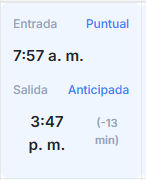 Entrada Puntual
7:57 a. m.
Salida Anticipada
3:47 (-13
p. m. min)